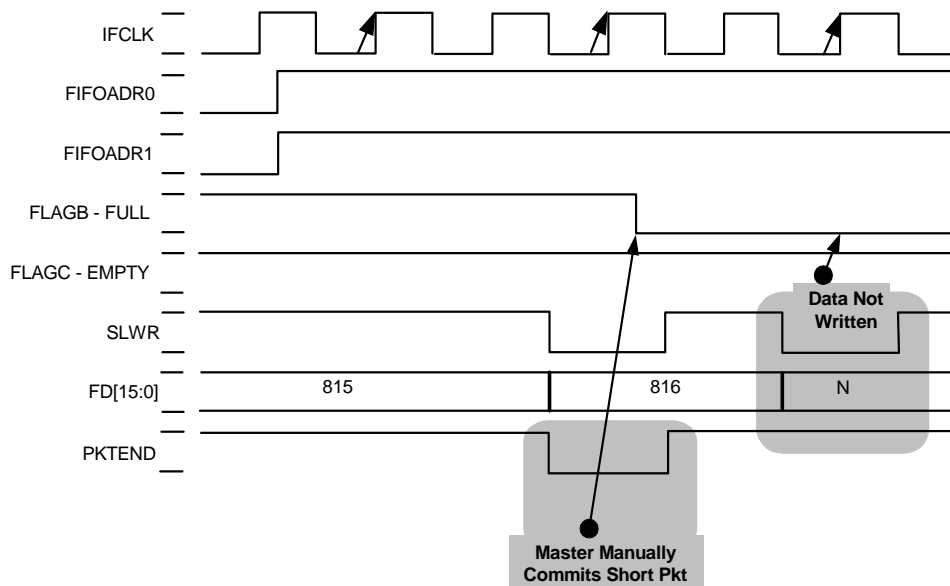 IFCLK
FIFOADR0
FIFOADR1
FLAGB - FULL
FLAGC - EMPTY
Data Not
Written
SLWR
FD[15:0]
815
816
N
PKTEND
Master Manually
Commits Short Pkt